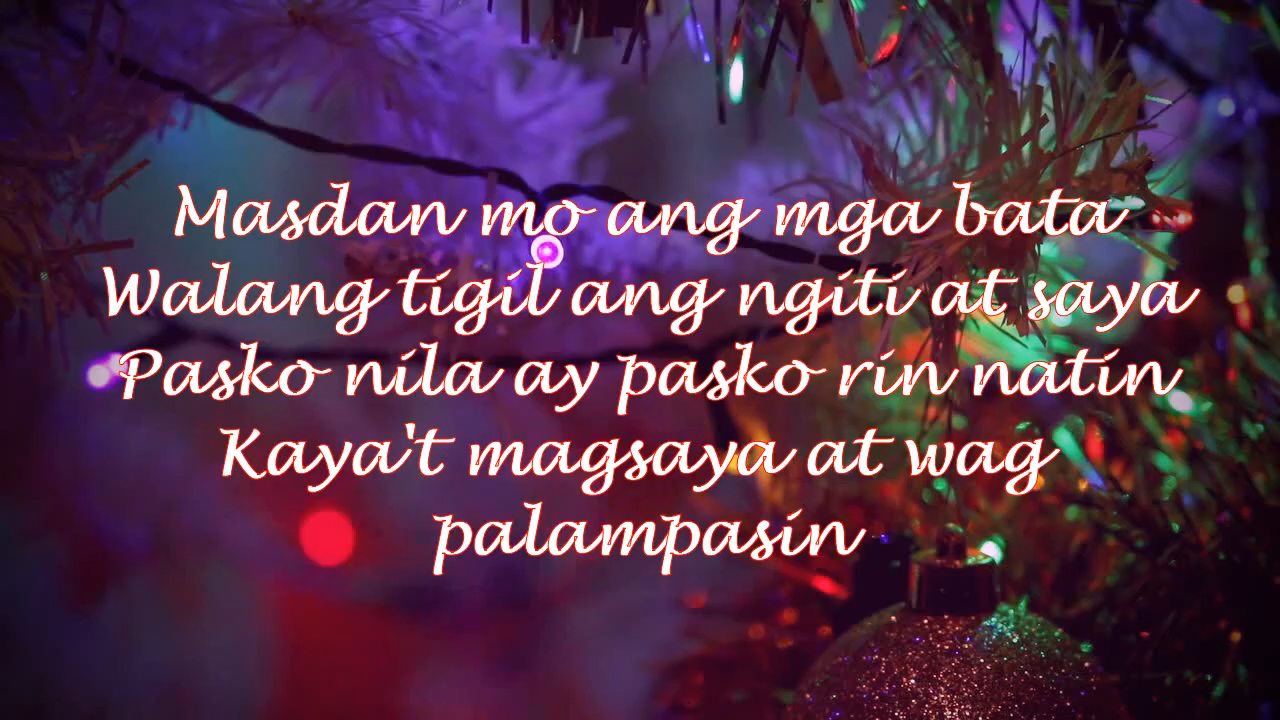 Masdan mo ang mga bata
Walang tigil ang ngiti at saya
Pasko nila ay pasko rin natin
Kaya't magsaya at wag
palampasin